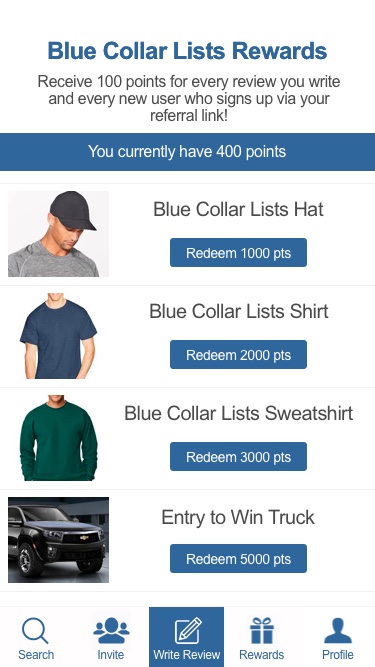 Blue Collar Lists Rewards
Receive 100 points for every review you write
and every new user who signs up via your
referral link!
You currently have 400 points
Blue Collar Lists Hat
Redeem 1000 pts
Blue Collar Lists Shirt
Redeem 2000 pts
Blue Collar Lists Sweatshirt
Redeem 3000 pts
Entry to Win Truck
Redeem 5000 pts
Search
Invite
Write Review
Rewards
Profile